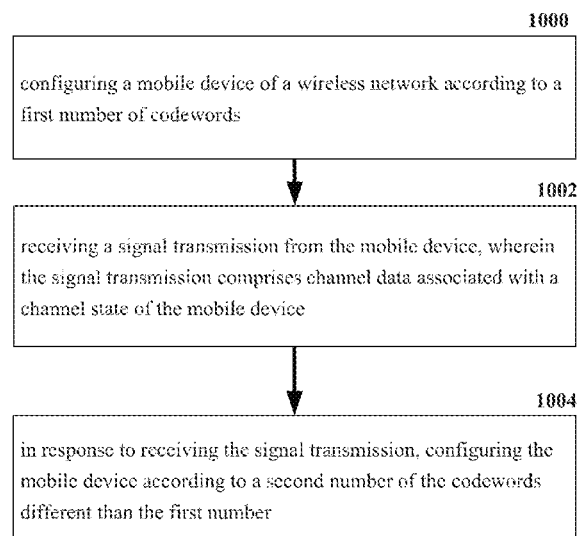 1000
configuring a mobile device of a wireless network according to a
first number of codewords
1002
receiving a signal transmission from the mobile device, wherein
the signal transmission comprises channel data associated with a
channel state of the mobile device
1004
in response to receiving the signal transmission, configuring the
mobile device according to a second number of the codewords
different than the first number